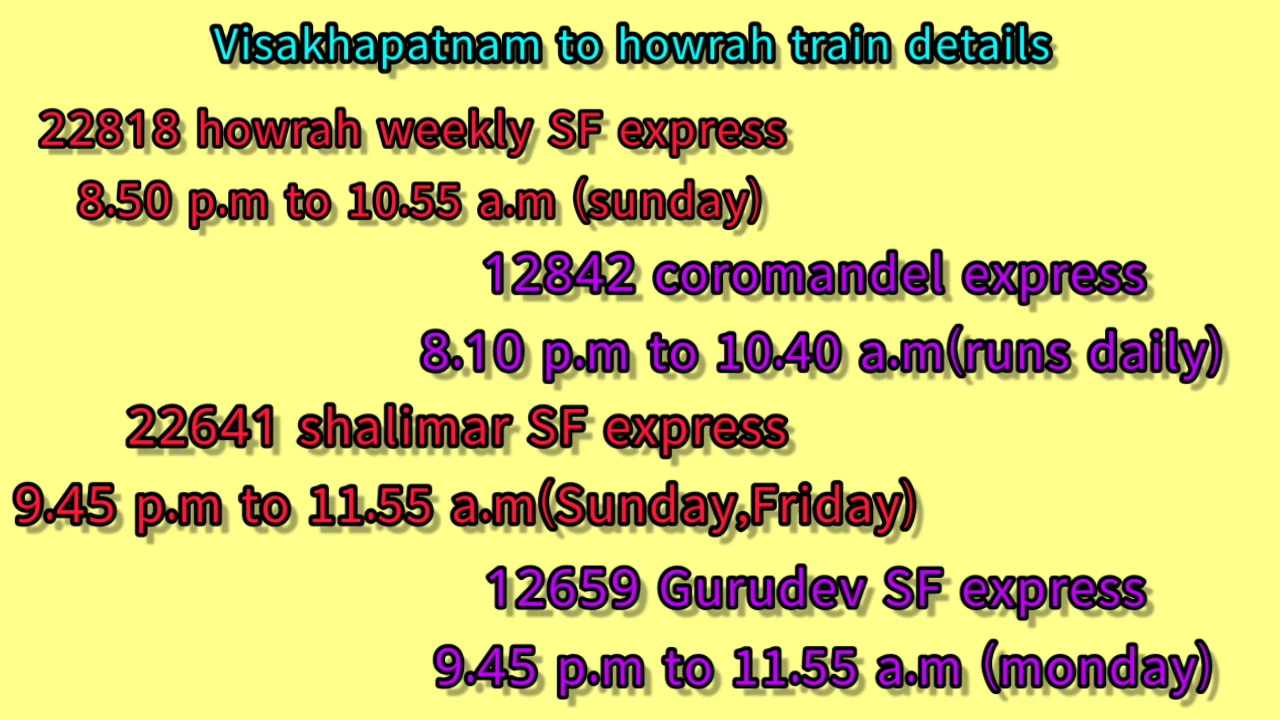 Visakhapatnam to howrah train details
22818 howrah weekly SF express
8.50 p.m to 10.55 a.m (sunday)
12842 coromandel express
8.10 p.m to 10.40 a.m(runs daily)
22641 shalimar SF express
9.45 p.m to 11.55 a.m(Sunday,Friday)
12659 Gurudev SF express
9.45 p.m to 11.55 a.m (monday)